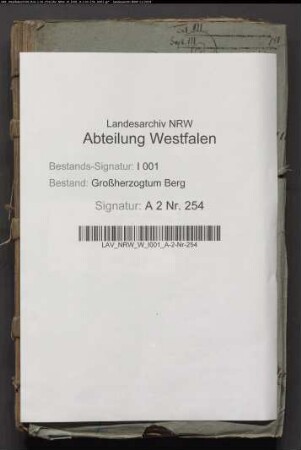 Landesarchiv NRW
Abteilung Westfalen
Bestands-Signatur: I 001
Bestand: Großherzogtum Berg
Signatur: A 2 Nr. 254
LAV_NRW_W_I001_A-2-Nr-254